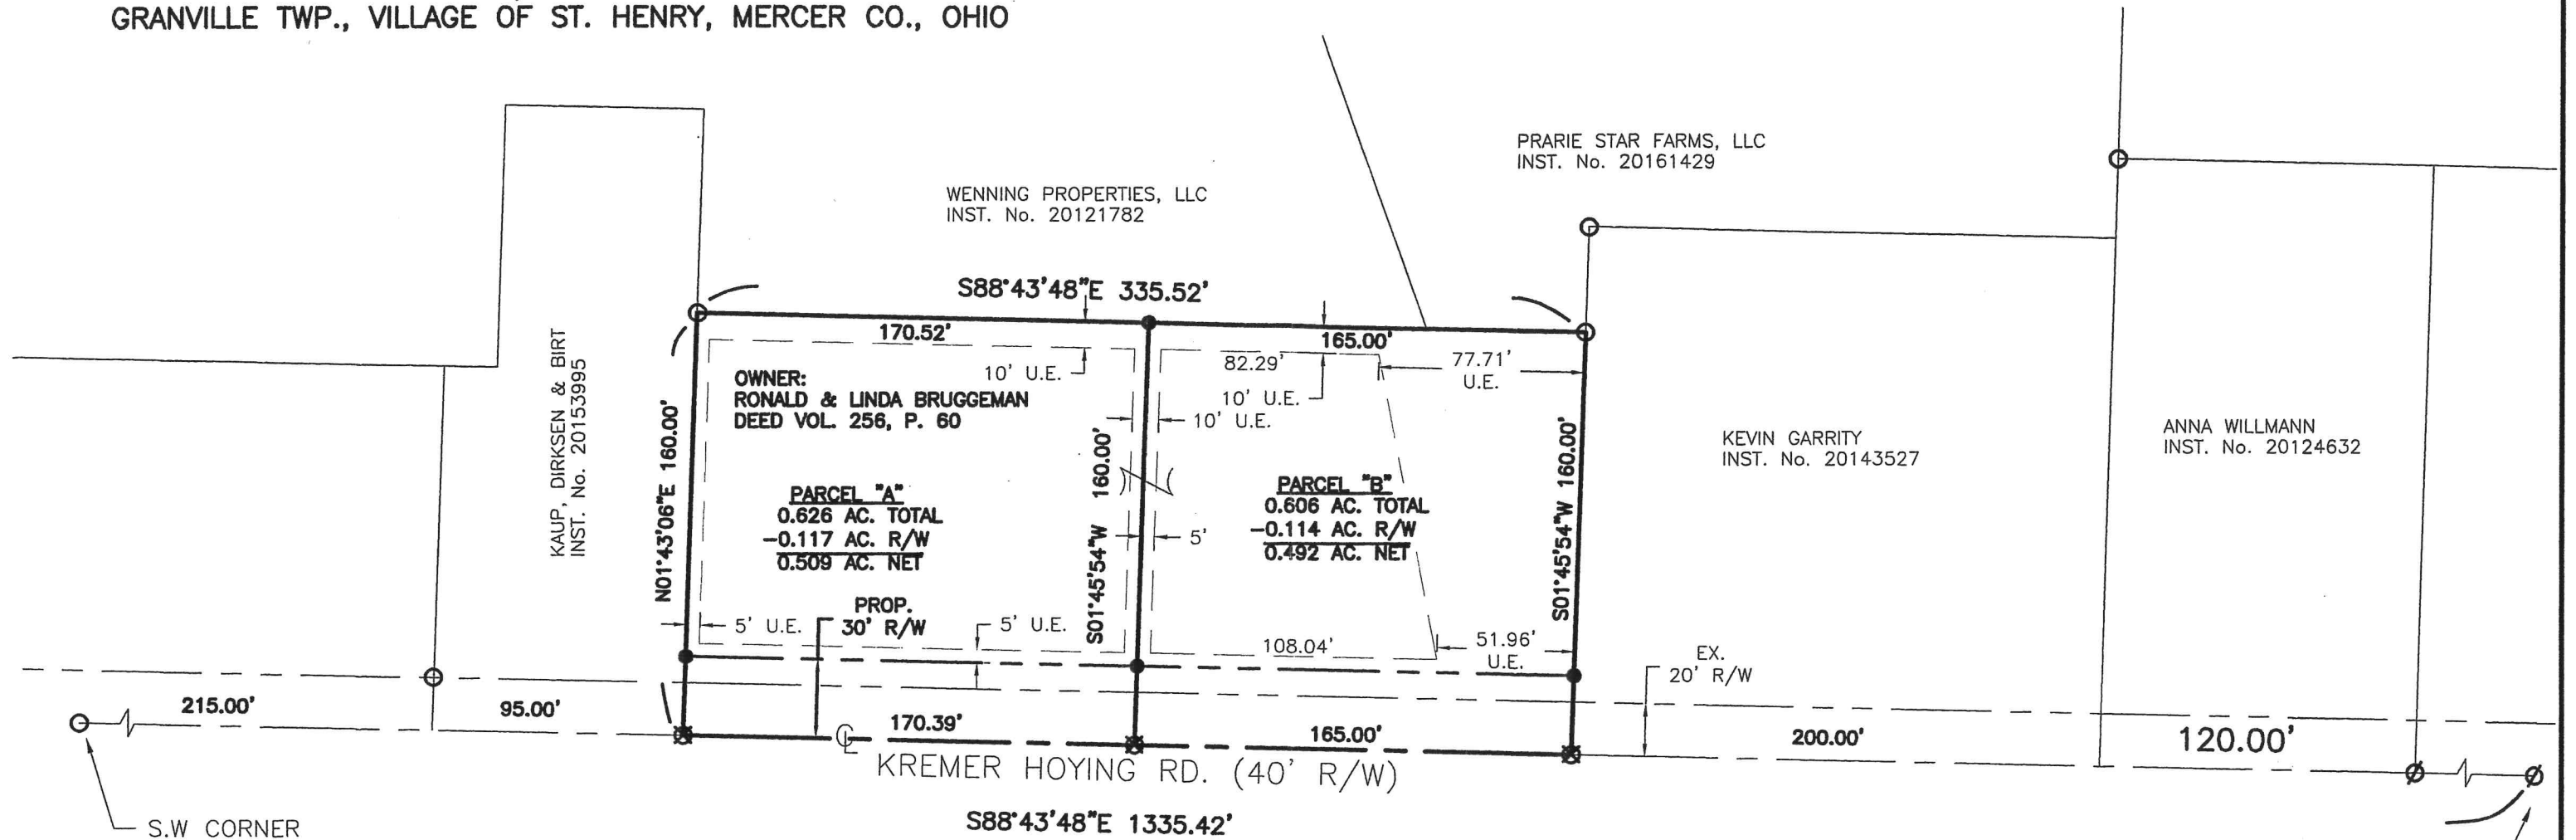 GRANVILLE TWP., VILLAGE OF ST. HENRY, MERCER CO., OHIO
PRARIE STAR FARMS, LLC
INST. No. 20161429
WENNING PROPERTIES, LLC
INST. No. 20121782
S88°43'48"E 335.52'
170.52'
165.00'
82.29'
77.71'
U.E.
10' U.E.
10' U.E.
10' U.E.
OWNER:
RONALD & LINDA BRUGGEMAN
DEED VOL. 256, P. 60
KAUP, DIRKSEN & BIRT
INST. No. 20153995
N01°43'06"E 160.00'
PARCEL "A"
0.626 AC. TOTAL
-0.117 AC. R/W
0.509 AC. NET
S01°45'54"W 160.00'
5'
PARCEL "B"
0.606 AC. TOTAL
-0.114 AC. R/W
0.492 AC. NET
S01°45'54"W 160.00'
KEVIN GARRITY
INST. No. 20143527
ANNA WILLMANN
INST. No. 20124632
5' U.E.
PROP.
30' R/W
5' U.E.
108.04'
51.96'
U.E.
EX.
20' R/W
215.00'
95.00'
170.39'
165.00'
200.00'
120.00'
CL
KREMER HOYING RD. (40' R/W)
S88°43'48"E 1335.42'
S.W CORNER